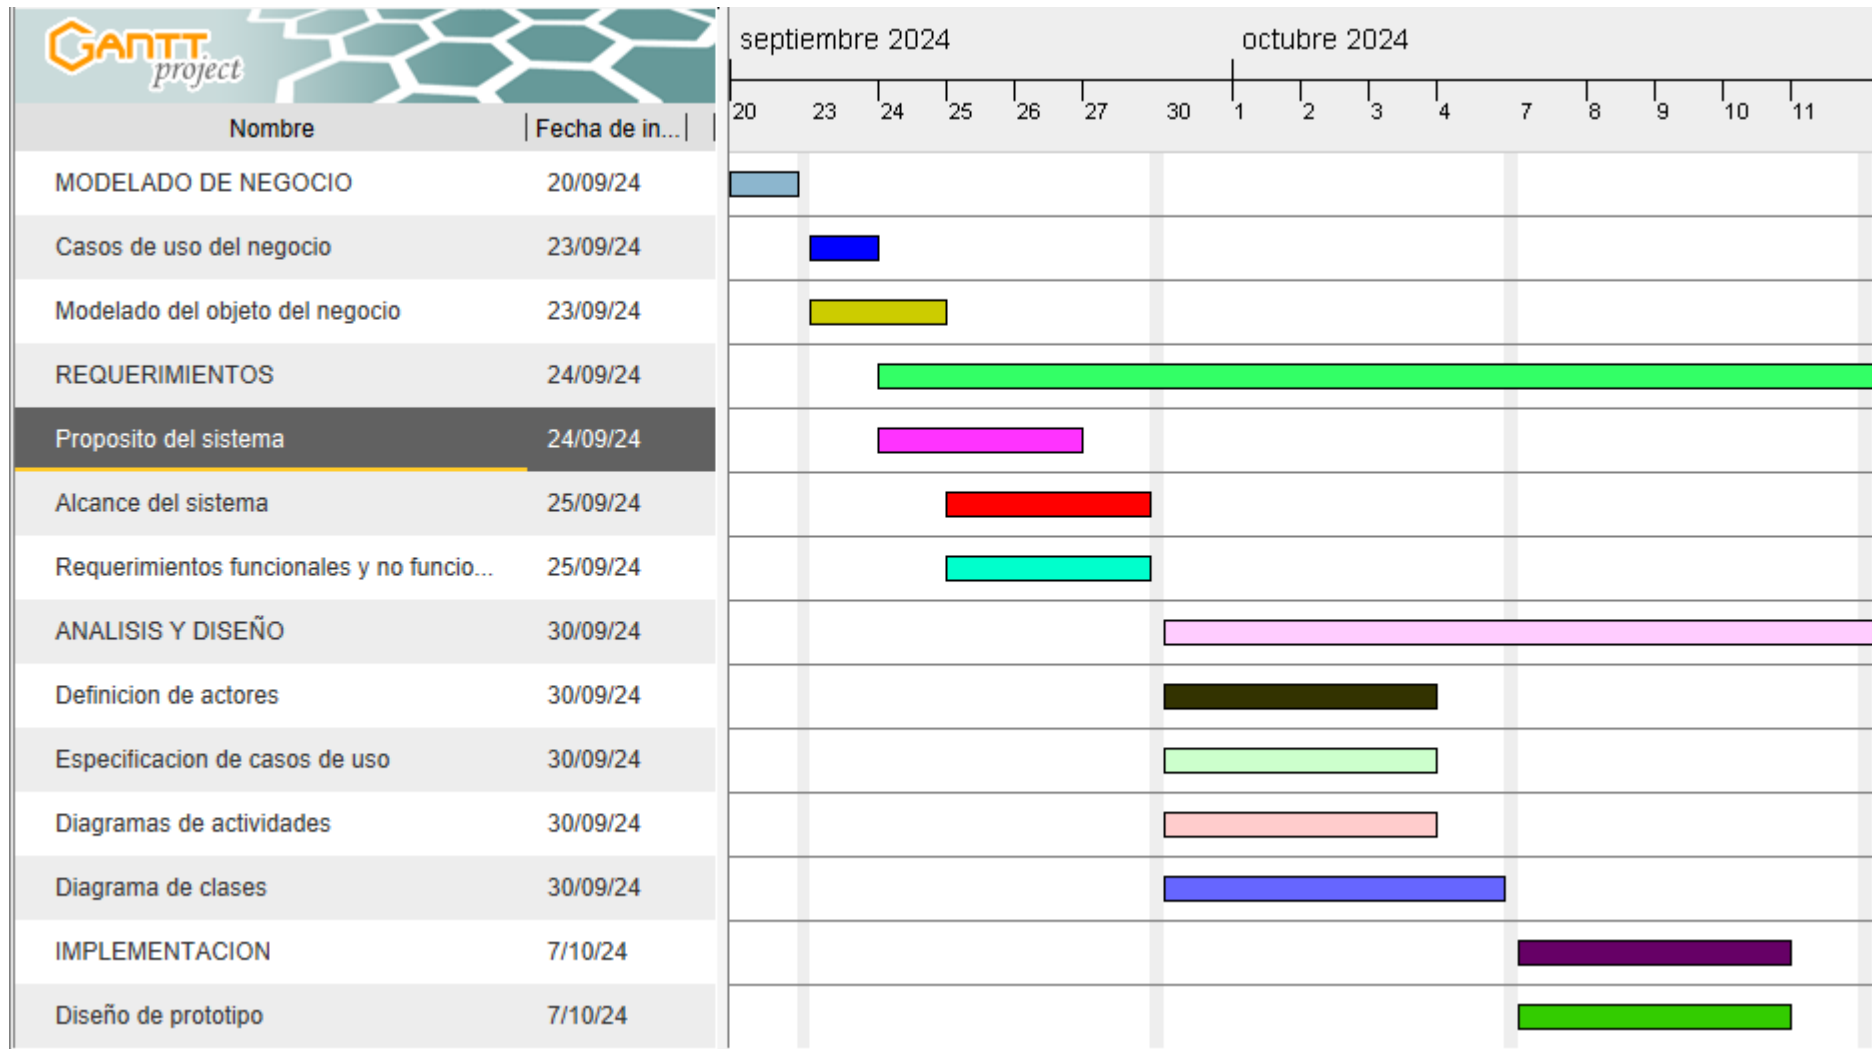 GANTT
project
septiembre 2024 octubre 2024
20 23 24 25 26 27 30 1 2 3 4 7 8 9 10 11
Nombre Fecha de in...
MODELADO DE NEGOCIO 20/09/24
Casos de uso del negocio 23/09/24
Modelado del objeto del negocio 23/09/24
REQUERIMIENTOS 24/09/24
Proposito del sistema 24/09/24
Alcance del sistema 25/09/24
Requerimientos funcionales y no funcio... 25/09/24
ANALISIS Y DISEÑO 30/09/24
Definicion de actores 30/09/24
Especificacion de casos de uso 30/09/24
Diagramas de actividades 30/09/24
Diagrama de clases 30/09/24
IMPLEMENTACION 7/10/24
Diseño de prototipo 7/10/24